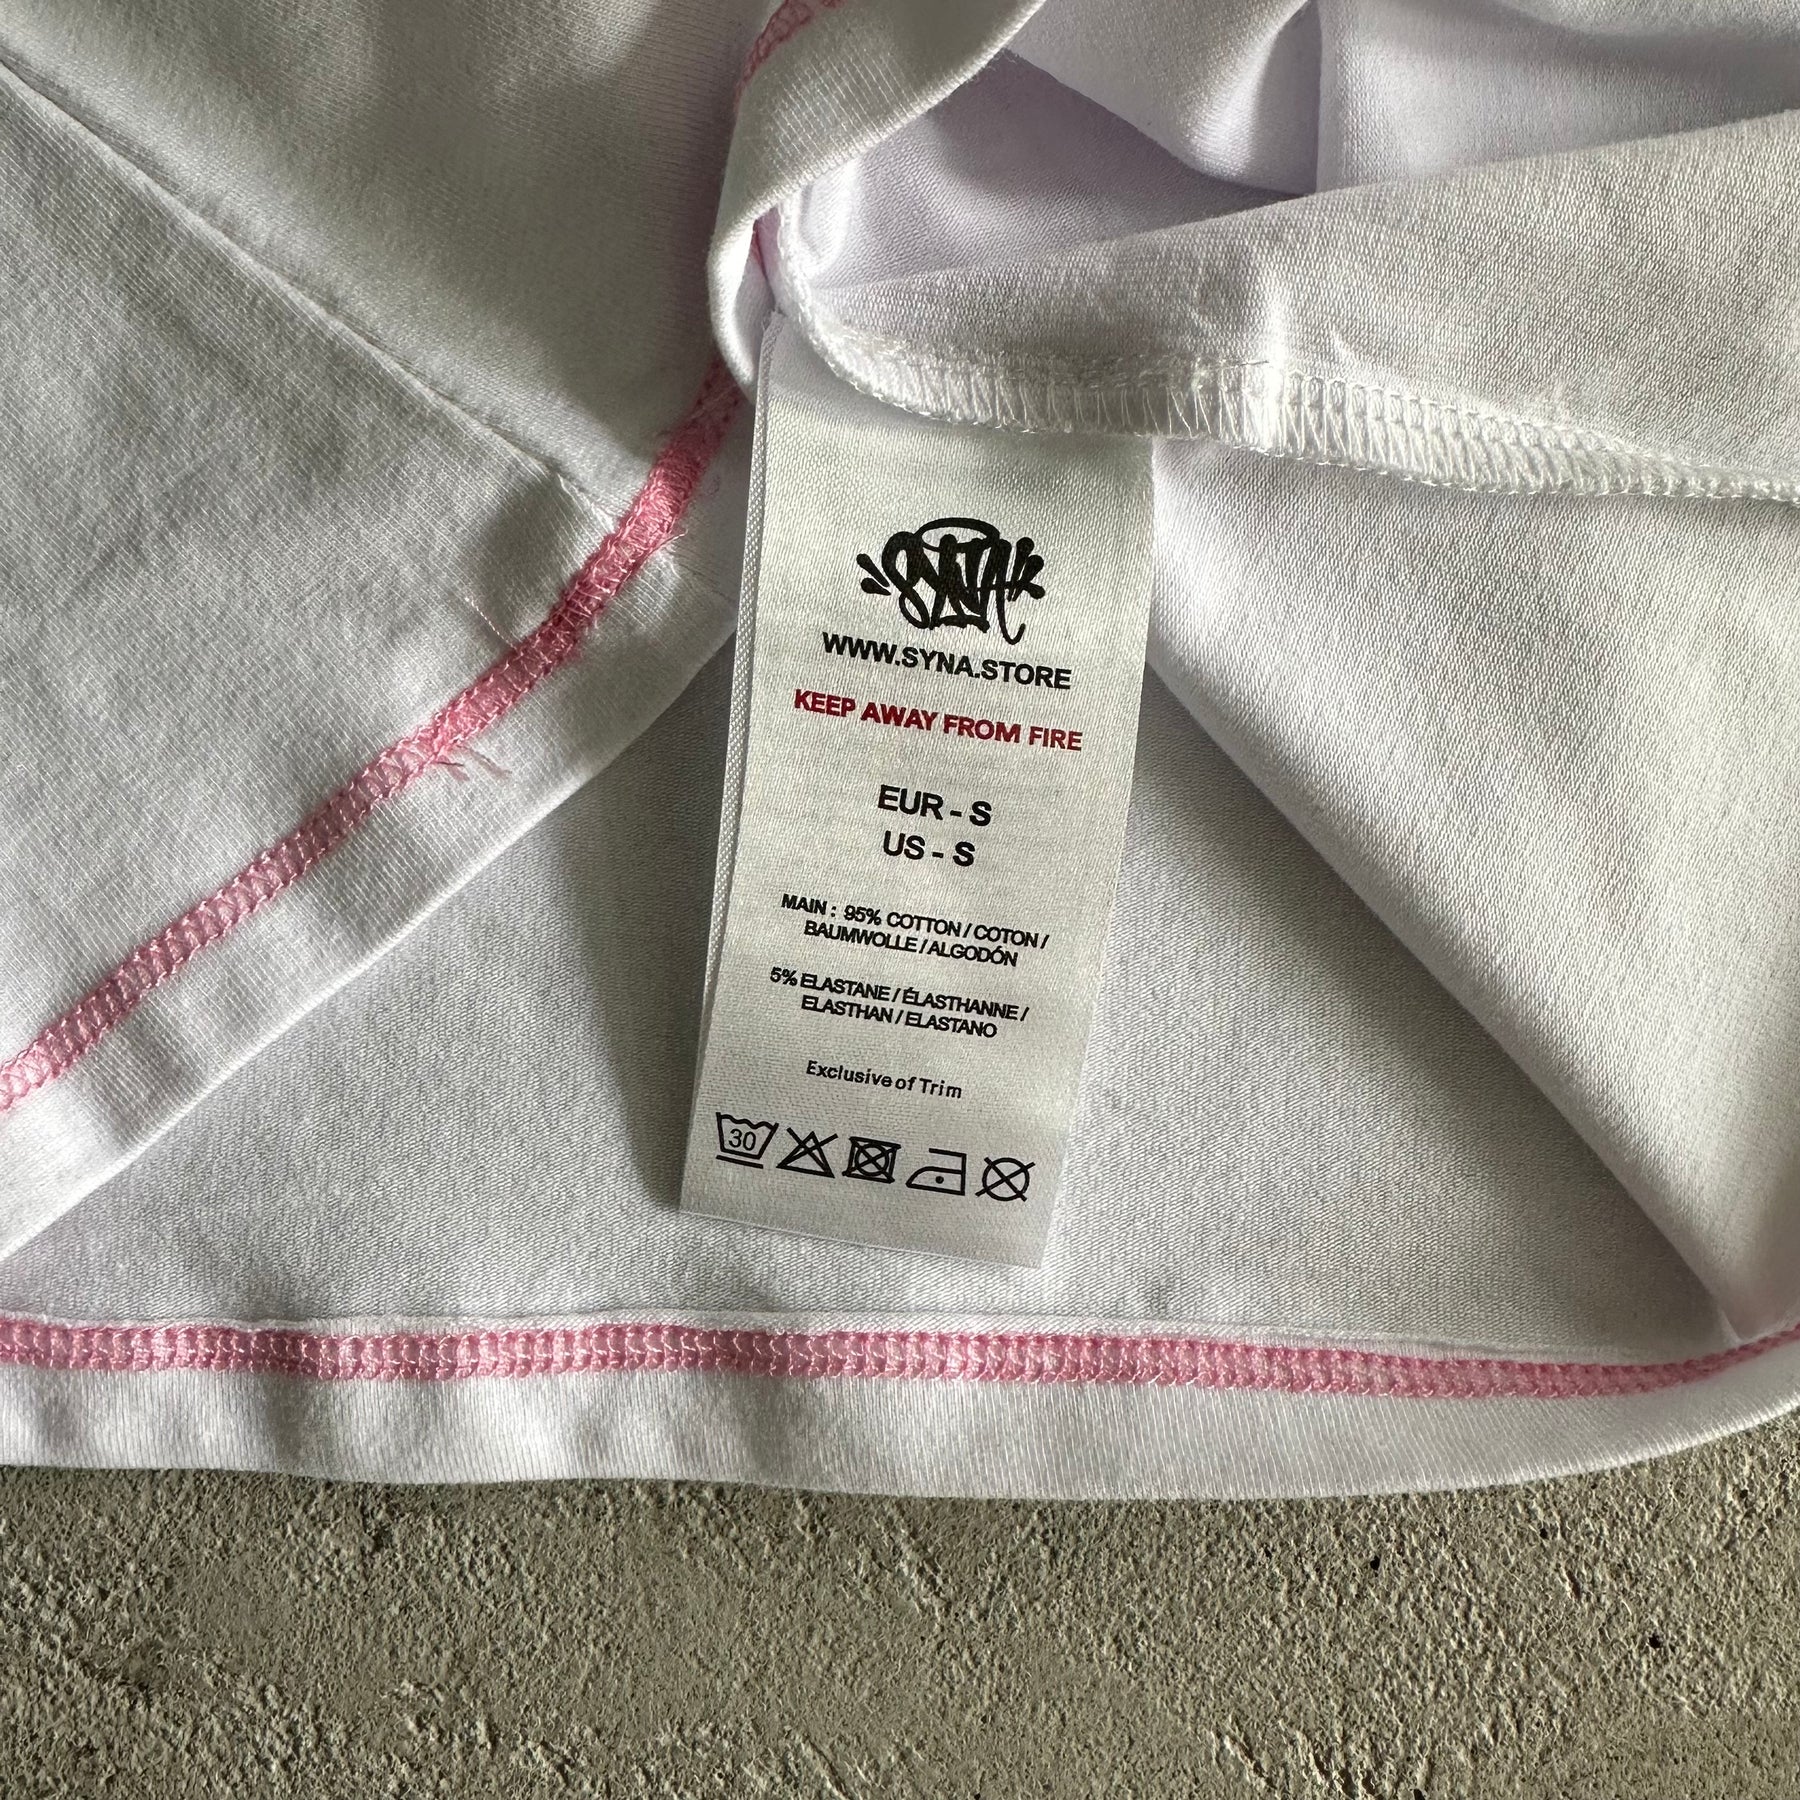 SYNA
WWW.SYNA.STORE
KEEP AWAY FROM FIRE
EUR - S
US - S
MAIN : 95% COTTON / COTON /
BAUMWOLLE / ALGODÓN
5% ELASTANE / ÉLASTHANNE /
ELASTHAN / ELASTANO
Exclusive of Trim
30